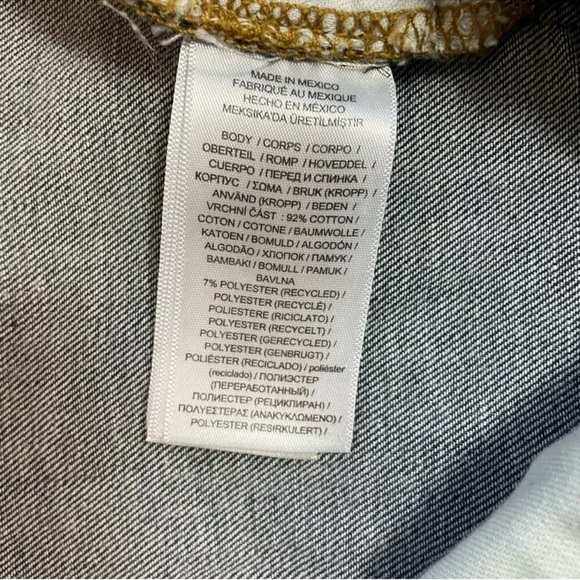 MADE IN MEXICO
FABRIQUÉ AU MEXIQUE
HECHO EN MÉXICO
MEKSIKA'DA ÜRETİLMİŞTİR
BODY / CORPS / CORPO /
OBERTEIL / ROMP / HOVEDDEL /
CUERPO / ПЕРЕД И СПИНКА /
КОРПУС / ΣΩΜΑ / BRUK (KROPP) /
ANVÄND (KROPP) / BEDEN /
VRCHNÍ ČÁST : 92% COTTON /
COTON / COTONE / BAUMWOLLE /
KATOEN / BOMULD / ALGODÓN /
ALGODÃO / ХЛОПОК / ПАМУК /
BAMBAKI / BOMULL / PAMUK /
BAVLNA
7% POLYESTER (RECYCLED) /
POLYESTER (RECYCLÉ) /
POLIESTERE (RICICLATO) /
POLYESTER (RECYCELT) /
POLYESTER (GERECYCLED) /
POLYESTER (GENBRUGT) /
POLIÉSTER (RECICLADO) / poliéster
(reciclado) / ПОЛИЭСТЕР
(ПЕРЕРАБОТАННЫЙ) /
ПОЛИЕСТЕР (РЕЦИКЛИРАН) /
ΠΟΛΥΕΣΤΕΡΑΣ (ΑΝΑΚΥΚΛΩΜΕΝΟ) /
POLYESTER (RESIRKULERT) /